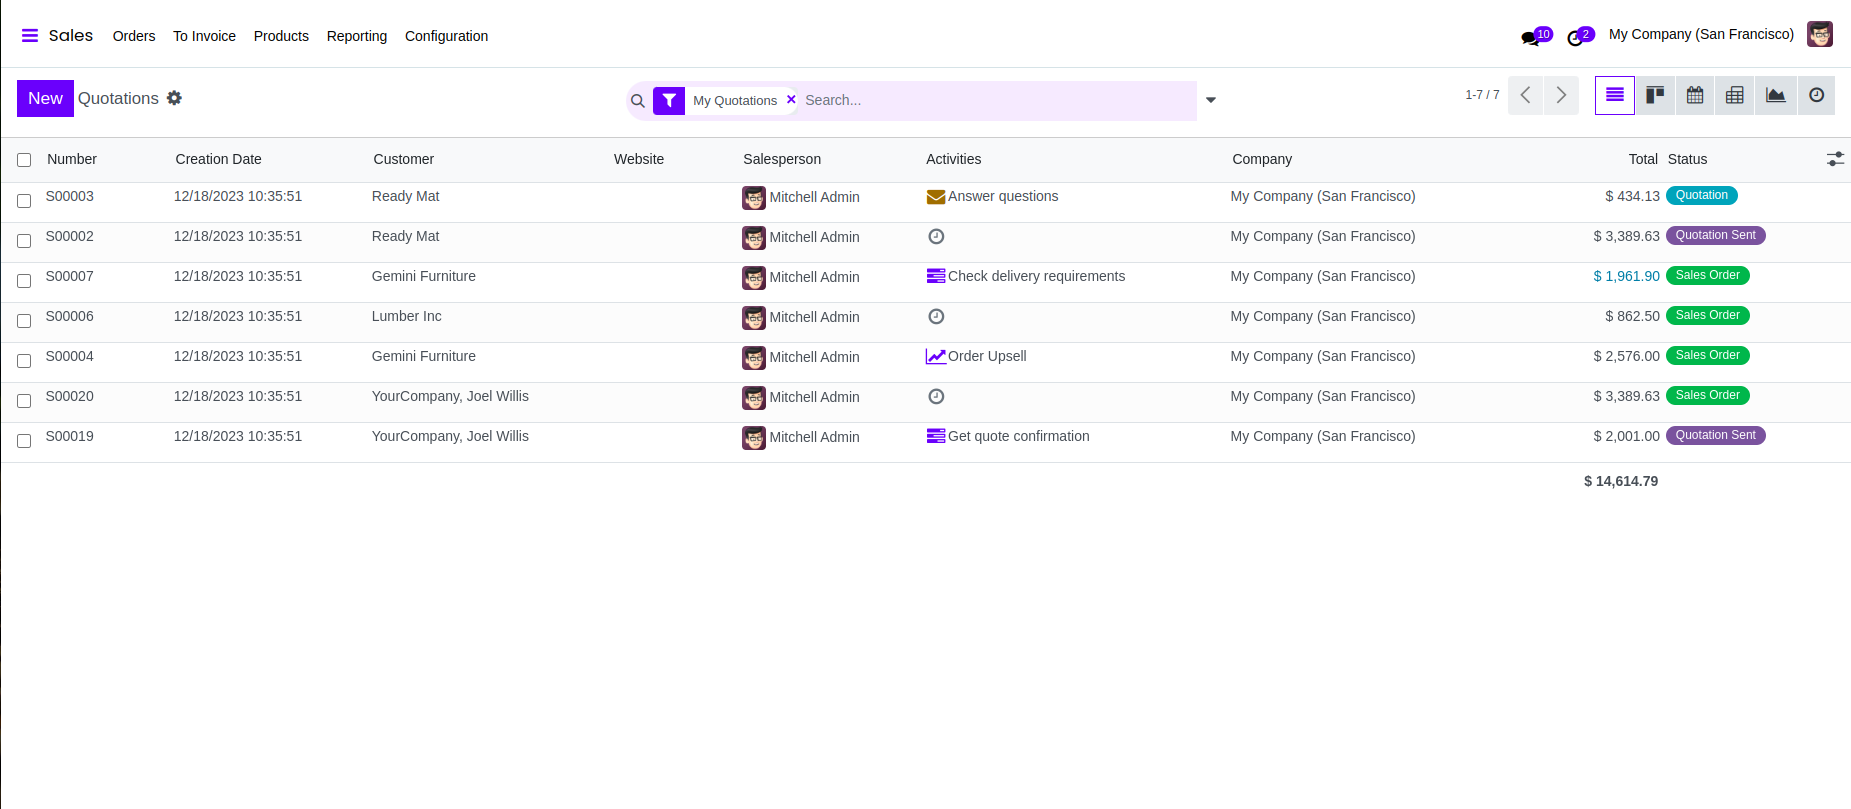 Sales Orders To Invoice Products Reporting Configuration 10 2 My Company (San Francisco)
New Quotations My Quotations × Search... 1-7 / 7
Number Creation Date Customer Website Salesperson Activities Company Total Status
S00003 12/18/2023 10:35:51 Ready Mat Mitchell Admin Answer questions My Company (San Francisco) $ 434.13 Quotation
S00002 12/18/2023 10:35:51 Ready Mat Mitchell Admin My Company (San Francisco) $ 3,389.63 Quotation Sent
S00007 12/18/2023 10:35:51 Gemini Furniture Mitchell Admin Check delivery requirements My Company (San Francisco) $ 1,961.90 Sales Order
S00006 12/18/2023 10:35:51 Lumber Inc Mitchell Admin My Company (San Francisco) $ 862.50 Sales Order
S00004 12/18/2023 10:35:51 Gemini Furniture Mitchell Admin Order Upsell My Company (San Francisco) $ 2,576.00 Sales Order
S00020 12/18/2023 10:35:51 YourCompany, Joel Willis Mitchell Admin My Company (San Francisco) $ 3,389.63 Sales Order
S00019 12/18/2023 10:35:51 YourCompany, Joel Willis Mitchell Admin Get quote confirmation My Company (San Francisco) $ 2,001.00 Quotation Sent
$ 14,614.79